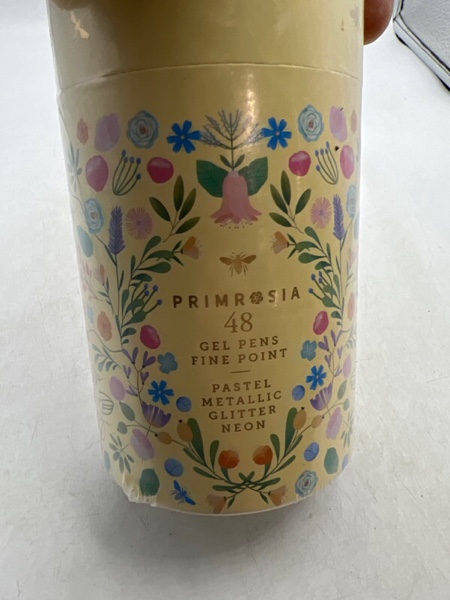 PRIMROSIA
48
GEL PENS
FINE POINT
PASTEL
METALLIC
GLITTER
NEON